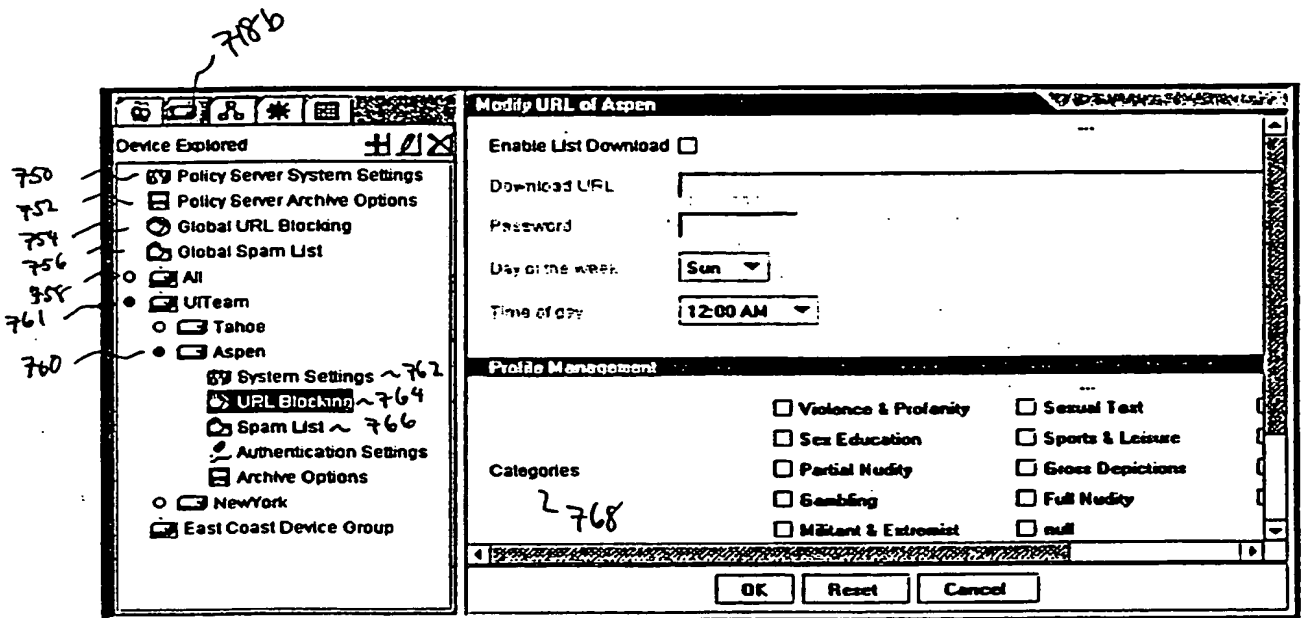 718b
Modify URL of Aspen
Device Explored
Enable List Download
750
Policy Server System Settings
Download URL
752
Policy Server Archive Options
Password
754
Global URL Blocking
756
Global Spam List
Day of the week
Sun
758
All
761
UITeam
Time of day
12:00 AM
Tahoe
760
Aspen
Profile Management
System Settings ~762
URL Blocking ~764
Violence & Profanity
Sexual Text
Spam List ~ 766
Sex Education
Sports & Leisure
Authentication Settings
Categories
Partial Nudity
Gross Depictions
Archive Options
768
Gambling
Full Nudity
NewYork
Militant & Extremist
null
East Coast Device Group
OK
Reset
Cancel